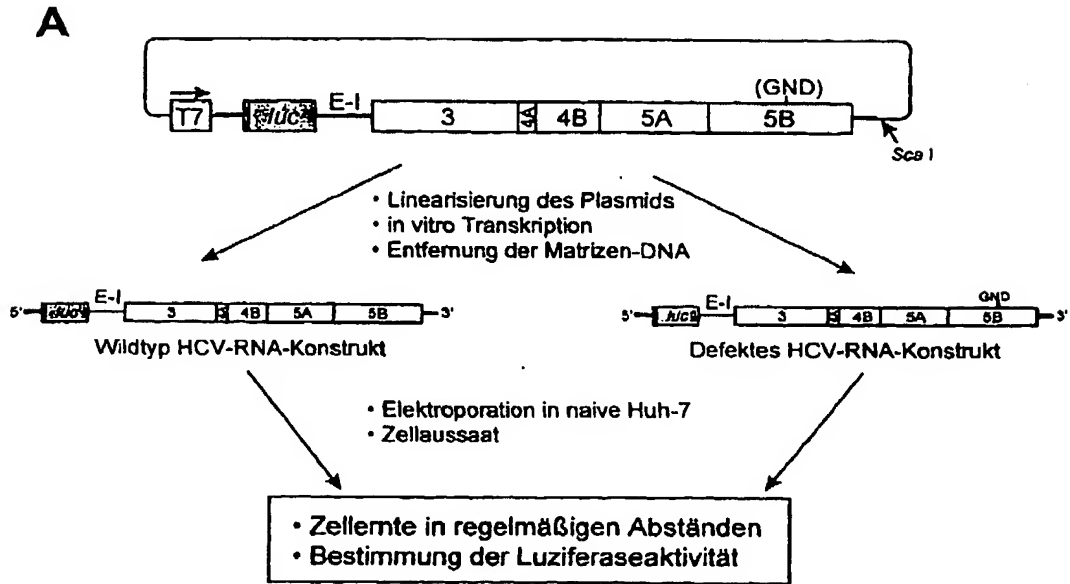 A
(GND)
T7 luc E-I 3 4A 4B 5A 5B
Sca I
• Linearisierung des Plasmids
• in vitro Transkription
• Entfernung der Matrizen-DNA
5' luc E-I 3 4B 5A 5B 3'
GND
5' luc E-I 3 4B 5A 5B 3'
Wildtyp HCV-RNA-Konstrukt
Defektes HCV-RNA-Konstrukt
• Elektroporation in naive Huh-7
• Zellaussaat
• Zellernte in regelmäßigen Abständen
• Bestimmung der Luziferaseaktivität